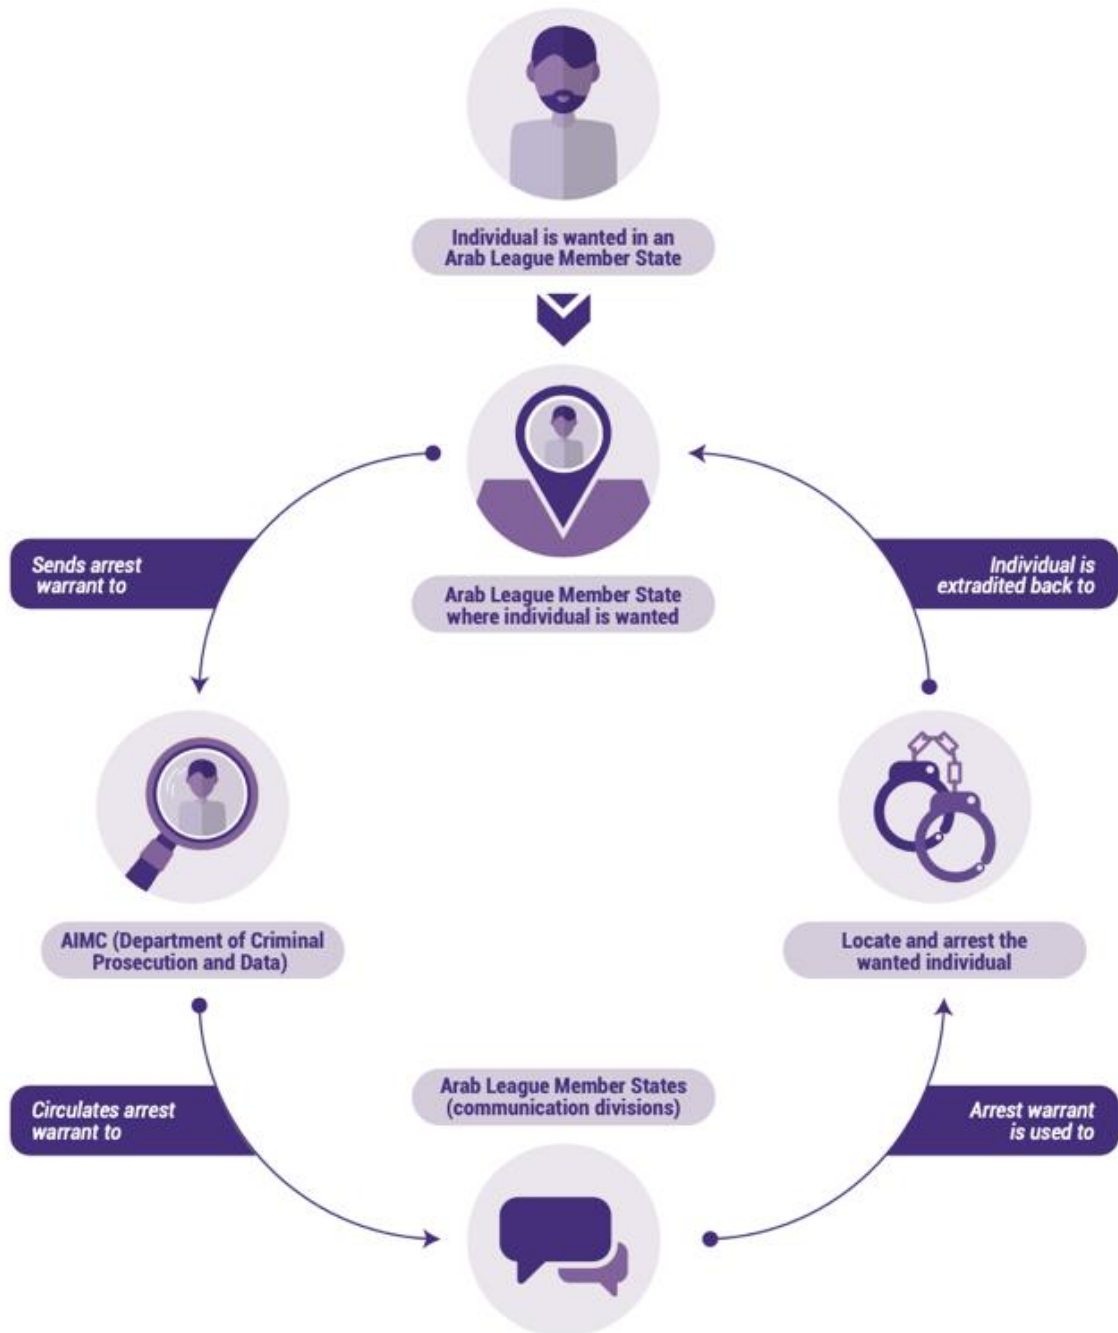 Individual is wanted in an
Arab League Member State
Sends arrest
warrant to
Arab League Member State
where individual is wanted
Individual is
extradited back to
AIMC (Department of Criminal
Prosecution and Data)
Locate and arrest the
wanted individual
Circulates arrest
warrant to
Arab League Member States
(communication divisions)
Arrest warrant
is used to